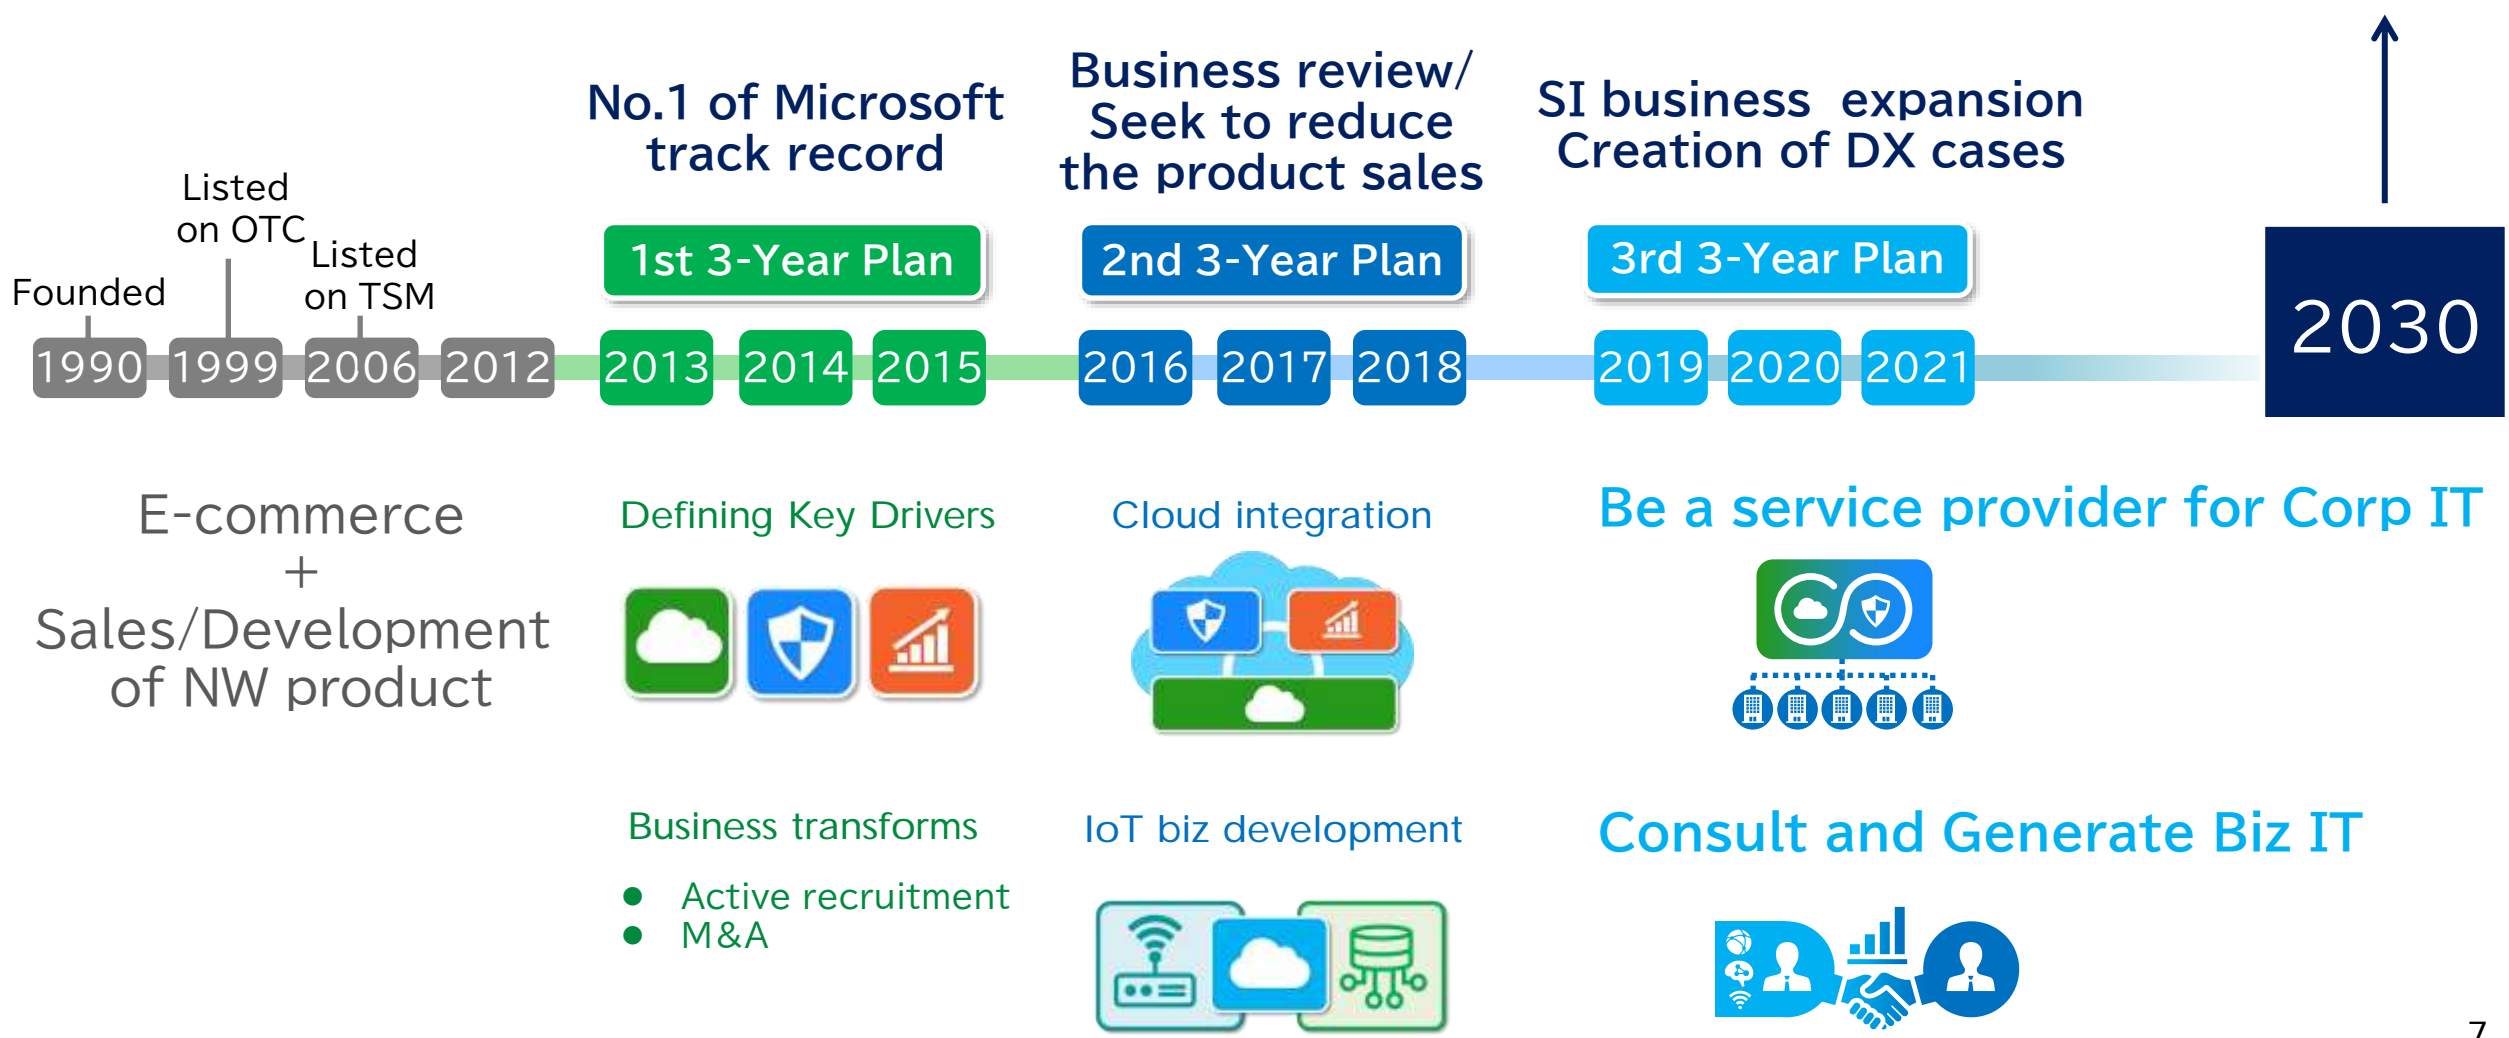 No.1 of Microsoft
track record
Business review/
Seek to reduce
the product sales
SI business expansion
Creation of DX cases
Founded
Listed
on OTC
Listed
on TSM
1st 3-Year Plan
2nd 3-Year Plan
3rd 3-Year Plan
1990 1999 2006 2012 2013 2014 2015 2016 2017 2018 2019 2020 2021
2030
E-commerce
+
Sales/Development
of NW product
Defining Key Drivers
Business transforms
● Active recruitment
● M&A
Cloud integration
IoT biz development
Be a service provider for Corp IT
Consult and Generate Biz IT
7